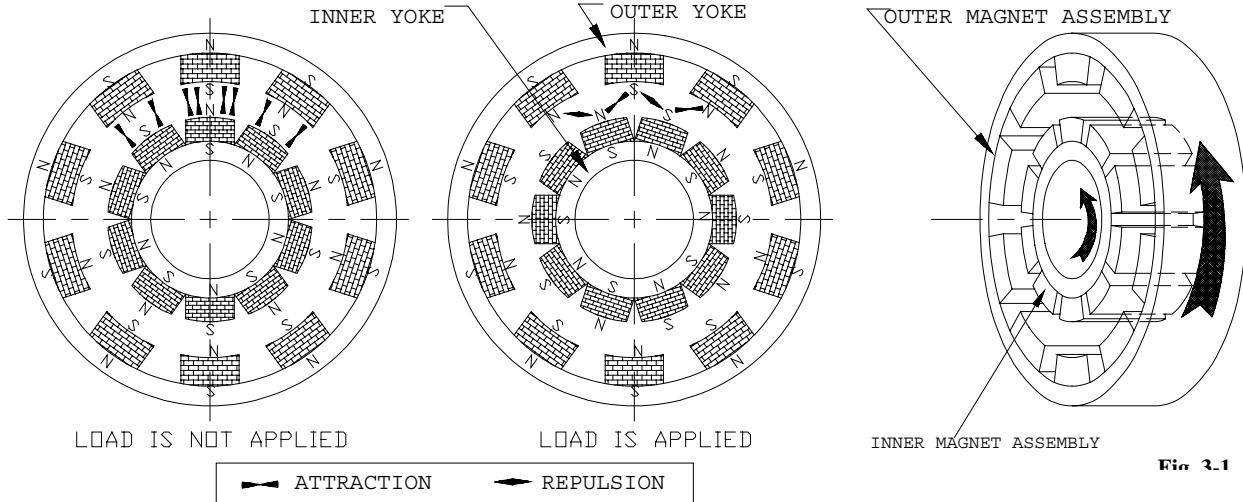 INNER YOKE
OUTER YOKE
OUTER MAGNET ASSEMBLY
LOAD IS NOT APPLIED
LOAD IS APPLIED
INNER MAGNET ASSEMBLY
Fig. 3-1
ATTRACTION
REPULSION